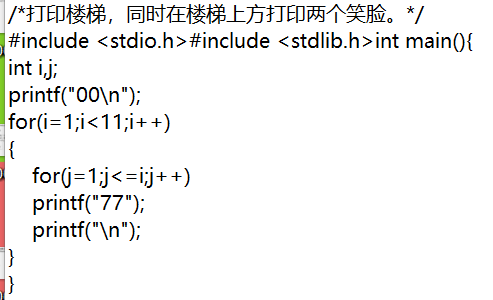 /*打印楼梯，同时在楼梯上方打印两个笑脸。*/
#include <stdio.h>#include <stdlib.h>int main(){
int i,j;
printf("00\n");
for(i=1;i<11;i++)
{
    for(j=1;j<=i;j++)
    printf("77");
    printf("\n");
}
}